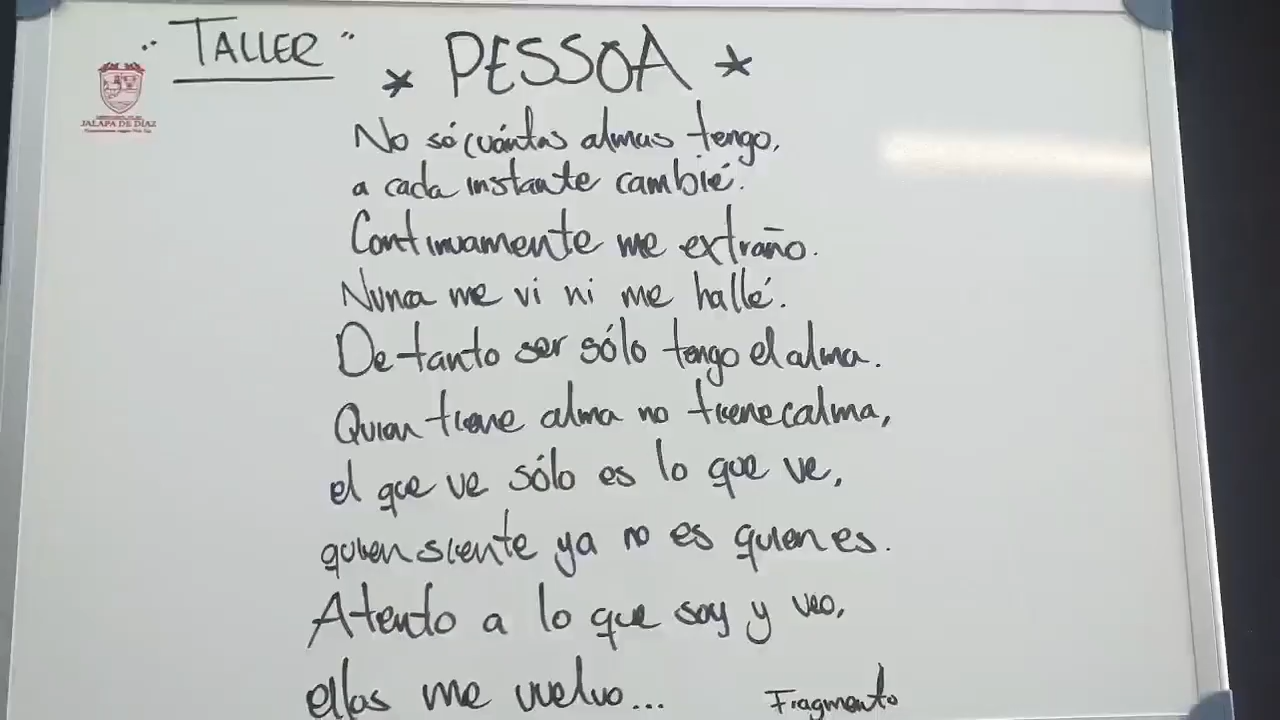 "TALLER"
* PESSOA *
JALAPA DE DÍAZ
No sé cuántas almas tengo,
a cada instante cambié.
Continuamente me extraño.
Nunca me vi ni me hallé.
De tanto ser sólo tengo el alma.
Quien tiene alma no tiene calma,
el que ve sólo es lo que ve,
quien siente ya no es quien es.
Atento a lo que soy y veo,
ellos me vuelvo...
Fragmento